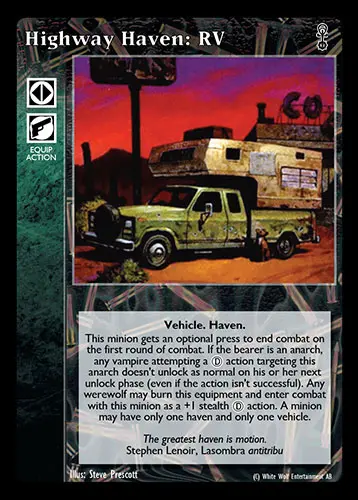 Highway Haven: RV
EQUIP
ACTION
CO
Vehicle. Haven.
This minion gets an optional press to end combat on
the first round of combat. If the bearer is an anarch,
any vampire attempting a Ⓓ action targeting this
anarch doesn't unlock as normal on his or her next
unlock phase (even if the action isn't successful). Any
werewolf may burn this equipment and enter combat
with this minion as a +1 stealth Ⓓ action. A minion
may have only one haven and only one vehicle.
The greatest haven is motion.
Stephen Lenoir, Lasombra antitribu
Illus: Steve Prescott
(C) White Wolf Entertainment AB